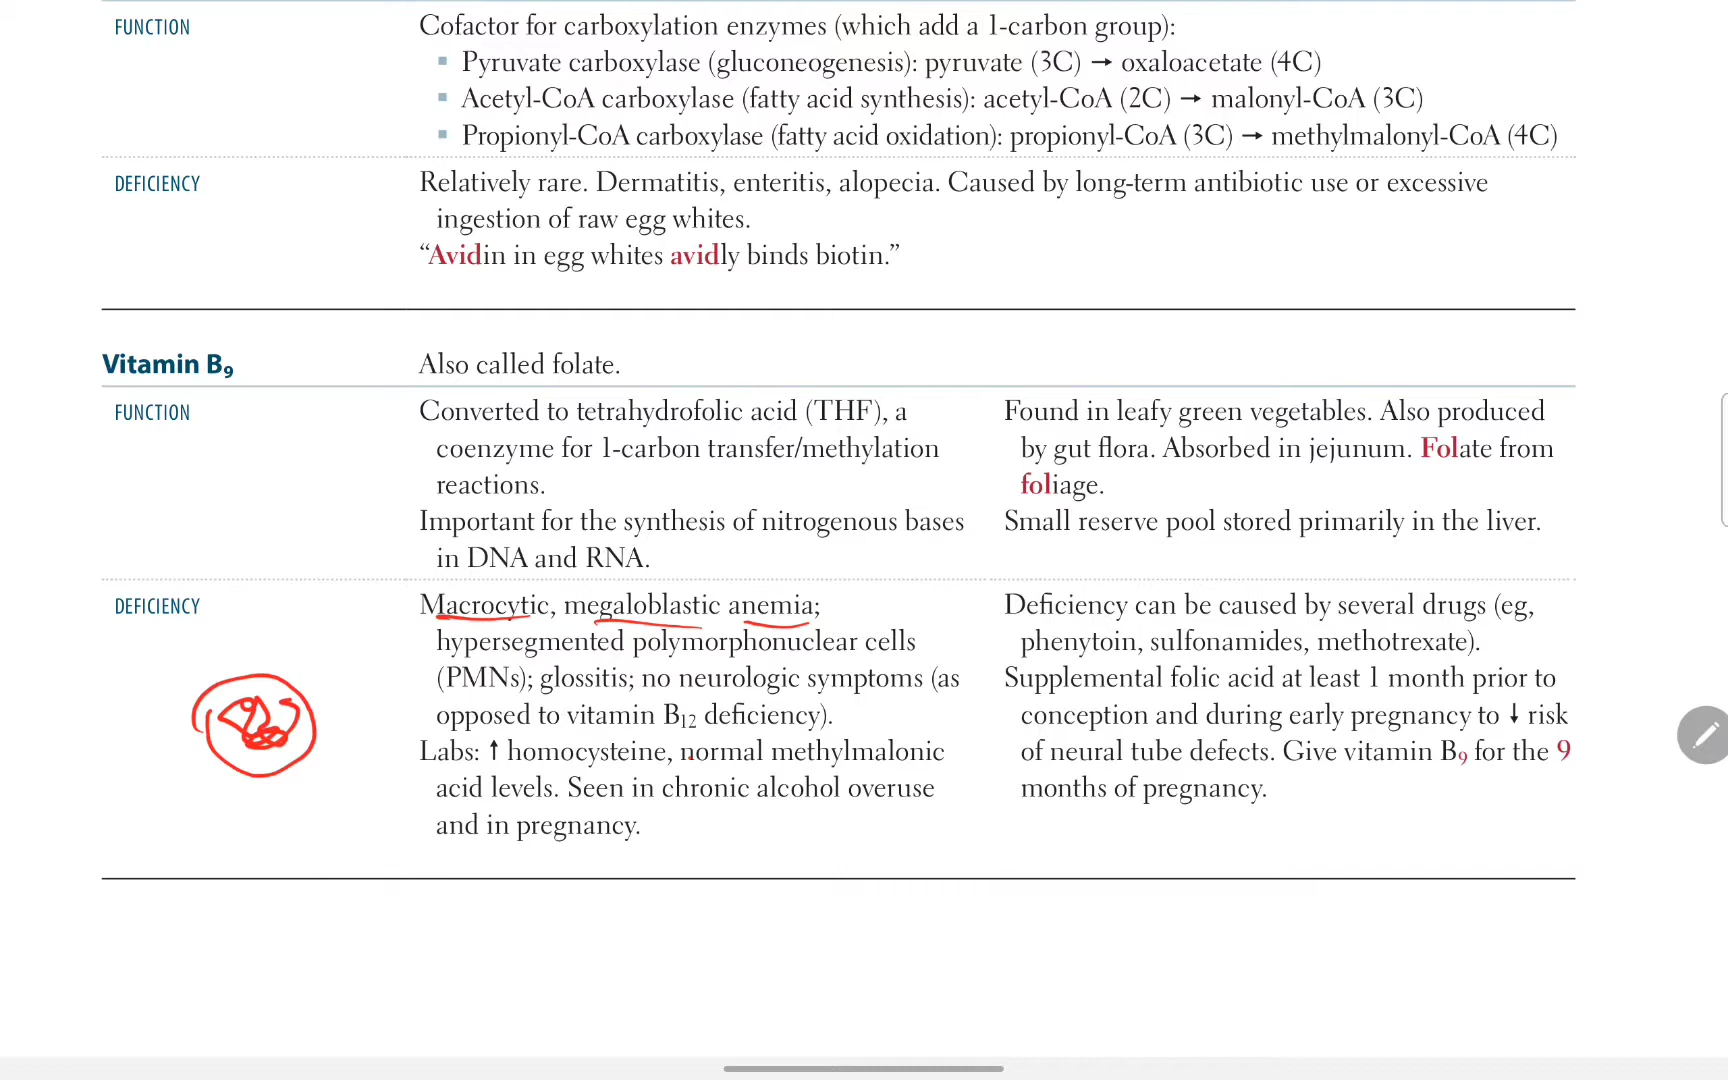 FUNCTION
Cofactor for carboxylation enzymes (which add a 1-carbon group):
▪ Pyruvate carboxylase (gluconeogenesis): pyruvate (3C) → oxaloacetate (4C)
▪ Acetyl-CoA carboxylase (fatty acid synthesis): acetyl-CoA (2C) → malonyl-CoA (3C)
▪ Propionyl-CoA carboxylase (fatty acid oxidation): propionyl-CoA (3C) → methylmalonyl-CoA (4C)
DEFICIENCY
Relatively rare. Dermatitis, enteritis, alopecia. Caused by long-term antibiotic use or excessive
ingestion of raw egg whites.
“Avidin in egg whites avidly binds biotin.”
Vitamin B₉
Also called folate.
FUNCTION
Converted to tetrahydrofolic acid (THF), a
coenzyme for 1-carbon transfer/methylation
reactions.
Important for the synthesis of nitrogenous bases
in DNA and RNA.
Found in leafy green vegetables. Also produced
by gut flora. Absorbed in jejunum. Folate from
foliage.
Small reserve pool stored primarily in the liver.
DEFICIENCY
Macrocytic, megaloblastic anemia;
hypersegmented polymorphonuclear cells
(PMNs); glossitis; no neurologic symptoms (as
opposed to vitamin B₁₂ deficiency).
Labs: ↑ homocysteine, normal methylmalonic
acid levels. Seen in chronic alcohol overuse
and in pregnancy.
Deficiency can be caused by several drugs (eg,
phenytoin, sulfonamides, methotrexate).
Supplemental folic acid at least 1 month prior to
conception and during early pregnancy to ↓ risk
of neural tube defects. Give vitamin B₉ for the 9
months of pregnancy.